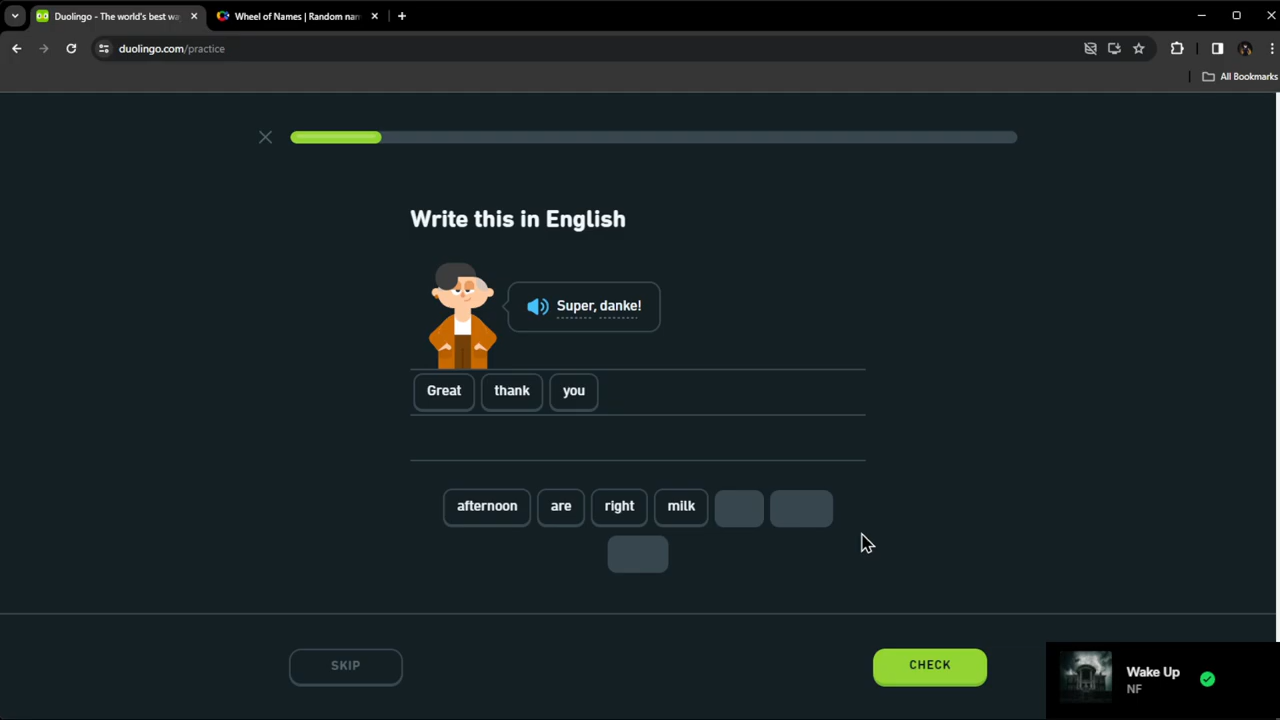 Duolingo - The world's best wa
Wheel of Names | Random nam
duolingo.com/practice
All Bookmarks
Write this in English
Super, danke!
Great thank you
afternoon are right milk
SKIP
CHECK
Wake Up
NF